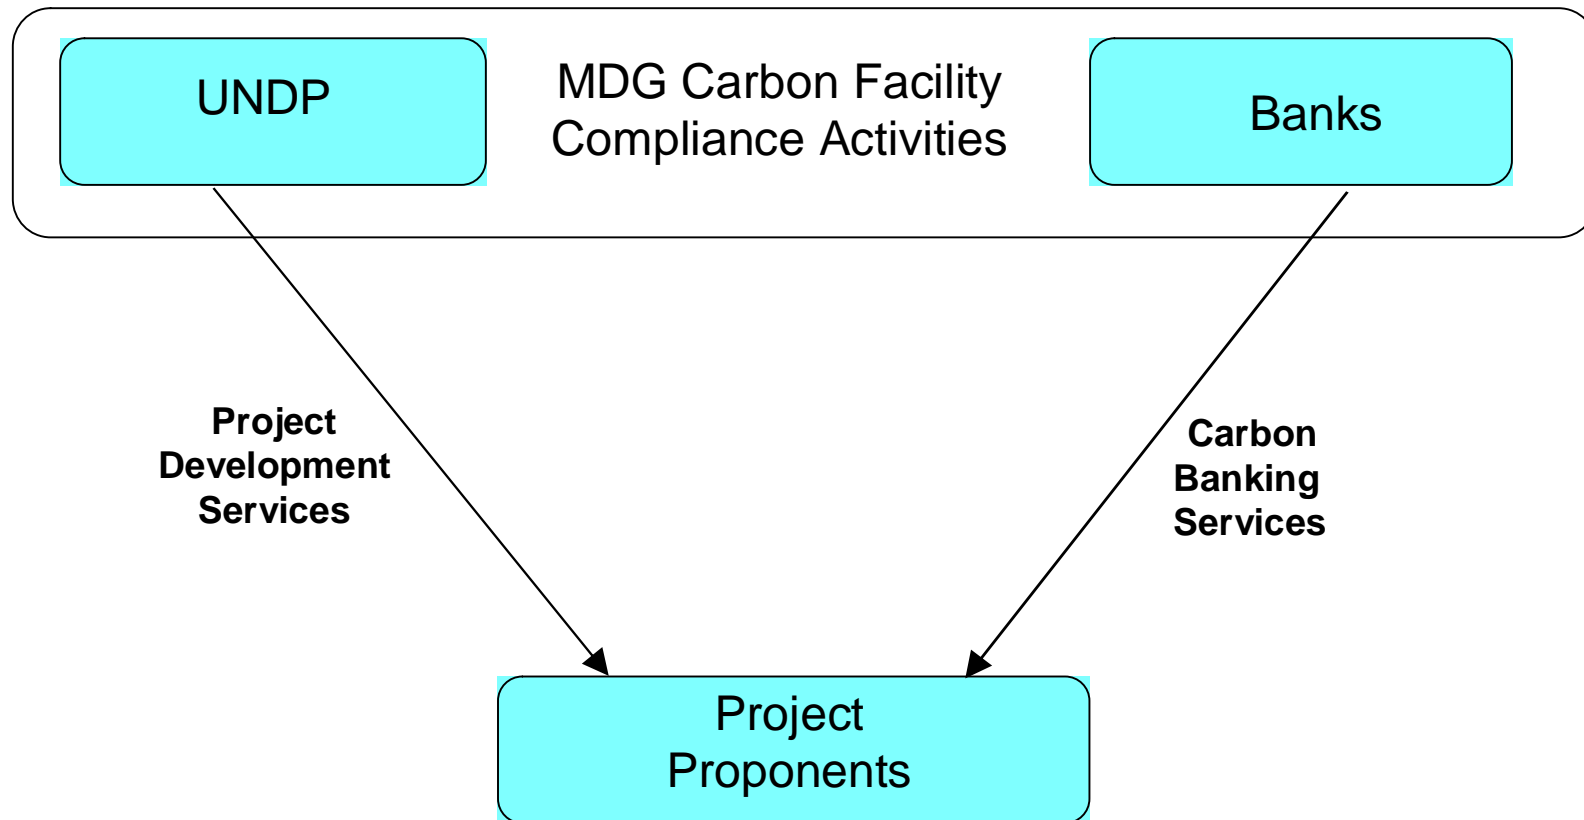 UNDP
MDG Carbon Facility
Compliance Activities
Banks
Project
Development
Services
Carbon
Banking
Services
Project
Proponents